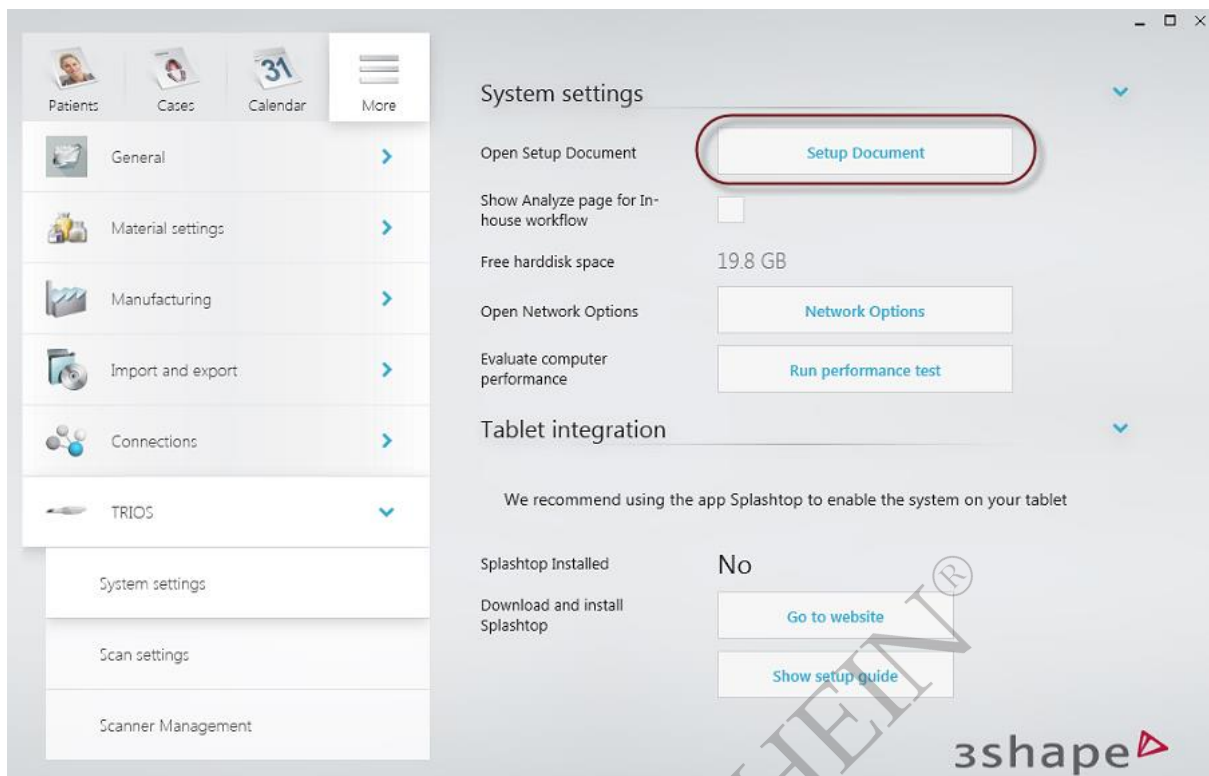 31
Patients
Cases
Calendar
More
General
Material settings
Manufacturing
Import and export
Connections
TRIOS
System settings
Scan settings
Scanner Management
System settings
Open Setup Document
Setup Document
Show Analyze page for In-
house workflow
Free harddisk space
19.8 GB
Open Network Options
Network Options
Evaluate computer
performance
Run performance test
Tablet integration
We recommend using the app Splashtop to enable the system on your tablet
Splashtop Installed
No
Download and install
Splashtop
Go to website
Show setup guide
HEIN®
3shape